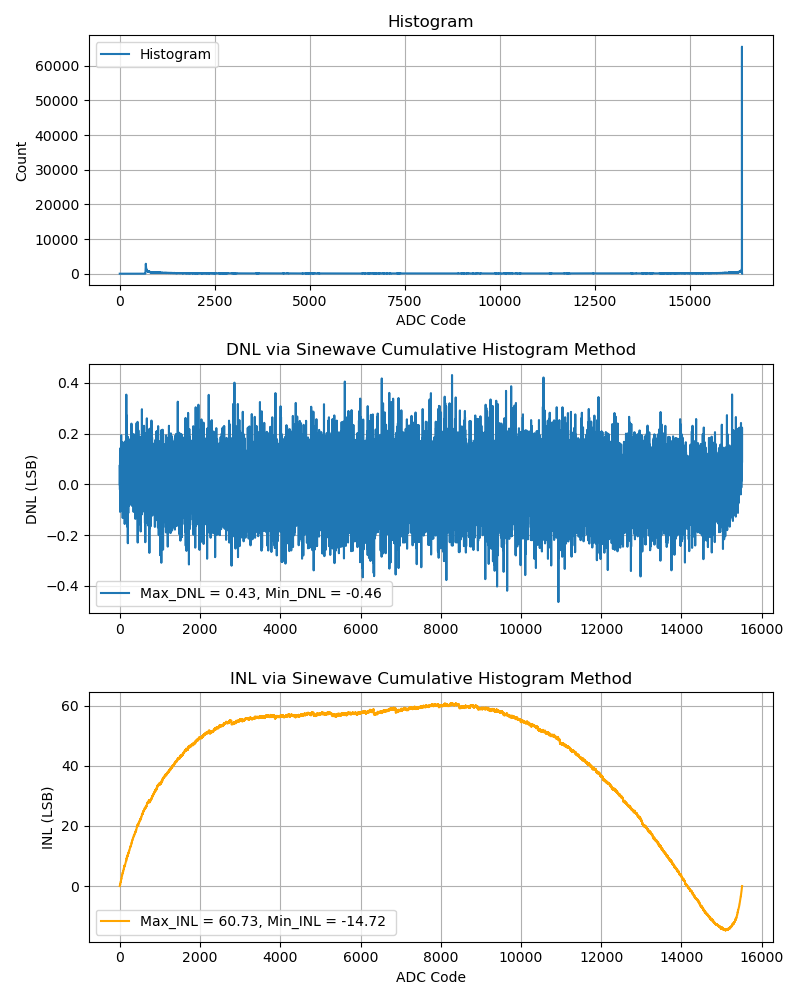 Histogram
Histogram
60000
50000
40000
30000
20000
10000
0
Count
0 2500 5000 7500 10000 12500 15000
ADC Code
DNL via Sinewave Cumulative Histogram Method
0.4
0.2
0.0
−0.2
−0.4
DNL (LSB)
Max_DNL = 0.43, Min_DNL = -0.46
0 2000 4000 6000 8000 10000 12000 14000 16000
INL via Sinewave Cumulative Histogram Method
60
40
20
0
INL (LSB)
Max_INL = 60.73, Min_INL = -14.72
0 2000 4000 6000 8000 10000 12000 14000 16000
ADC Code